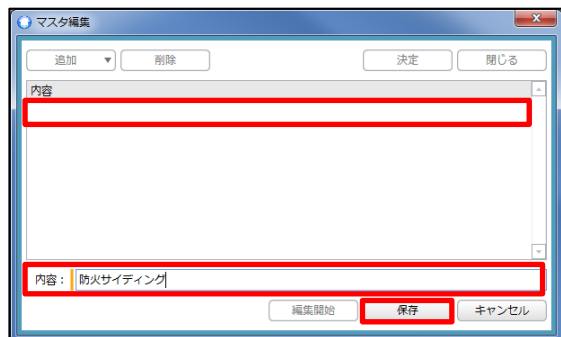 マスタ編集
追加 ▼ 削除 決定 閉じる
内容
内容： 防火サイディング
編集開始 保存 キャンセル